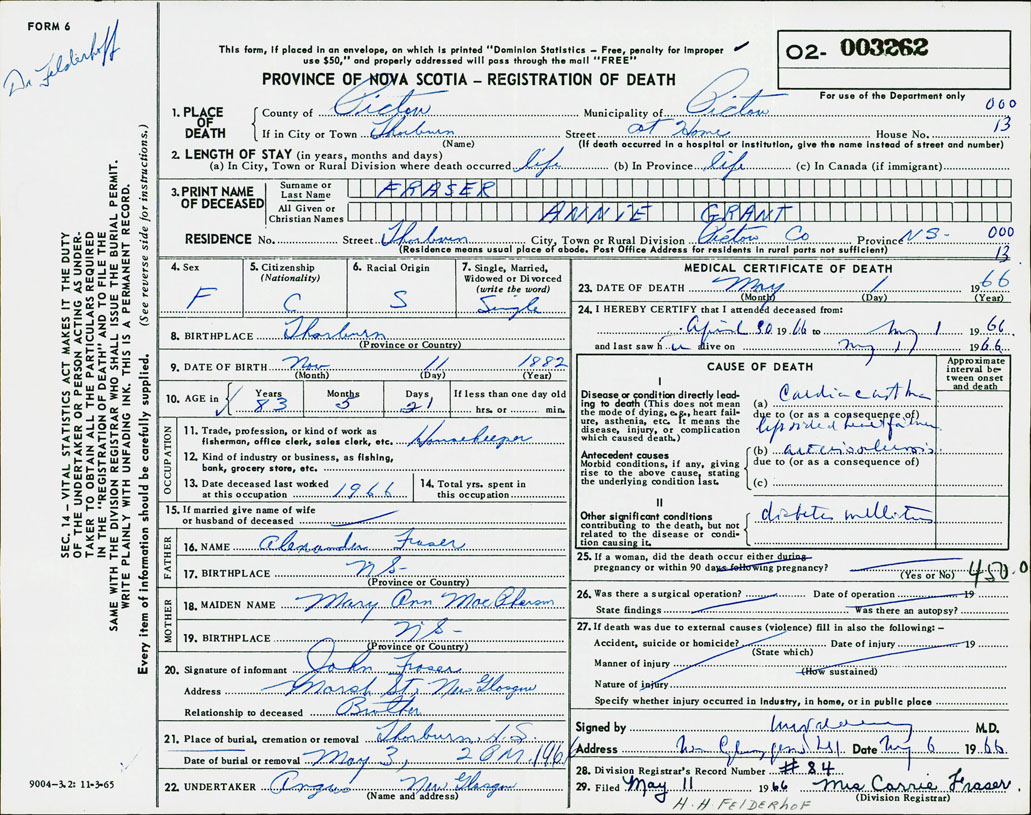 FORM 6
Dr Felderhoff
This form, if placed in an envelope, on which is printed "Dominion Statistics – Free, penalty for improper
use $50," and properly addressed will pass through the mail "FREE"
PROVINCE OF NOVA SCOTIA – REGISTRATION OF DEATH
02- 003262
For use of the Department only
000
13
1. PLACE OF DEATH County of Pictou Municipality of Pictou
If in City or Town Thorburn Street at Home House No.
(Name) (If death occurred in a hospital or institution, give the name instead of street and number)
2. LENGTH OF STAY (in years, months and days)
(a) In City, Town or Rural Division where death occurred life (b) In Province life (c) In Canada (if immigrant)
3. PRINT NAME OF DECEASED Surname or Last Name FRASER
All Given or Christian Names ANNIE GRANT
RESIDENCE No. Street Thorburn City, Town or Rural Division Pictou Co Province NS- 000
(Residence means usual place of abode. Post Office Address for residents in rural parts not sufficient) 13
4. Sex F
5. Citizenship (Nationality) C
6. Racial Origin S
7. Single, Married, Widowed or Divorced (write the word) Single
8. BIRTHPLACE Thorburn
(Province or Country)
9. DATE OF BIRTH Nov 11 1882
(Month) (Day) (Year)
10. AGE in Years Months Days If less than one day old
83 5 21 hrs. or min.
OCCUPATION
11. Trade, profession, or kind of work as
fisherman, office clerk, sales clerk, etc. Housekeeper
12. Kind of industry or business, as fishing,
bank, grocery store, etc.
13. Date deceased last worked at this occupation 1966
14. Total yrs. spent in this occupation
15. If married give name of wife
or husband of deceased
FATHER
16. NAME Alexander Fraser
17. BIRTHPLACE NS-
(Province or Country)
MOTHER
18. MAIDEN NAME Mary Ann MacPherson
19. BIRTHPLACE NS-
(Province or Country)
20. Signature of informant John Fraser
Address Marsh St, New Glasgow
Relationship to deceased Brother
21. Place of burial, cremation or removal Thorburn N.S.
Date of burial or removal May 3, 2 PM 1966
22. UNDERTAKER Angus New Glasgow
(Name and address)
MEDICAL CERTIFICATE OF DEATH
23. DATE OF DEATH May 1 1966
(Month) (Day) (Year)
24. I HEREBY CERTIFY that I attended deceased from:
April 30 1966 to May 1 1966
and last saw h alive on May 1 1966
CAUSE OF DEATH
Approximate interval between onset and death
I
Disease or condition directly leading to death (This does not mean the mode of dying, e.g., heart failure, asthenia, etc. It means the disease, injury, or complication which caused death.)
(a) Cardiac asthma
due to (or as a consequence of)
left sided heart failure
Antecedent causes
Morbid conditions, if any, giving rise to the above cause, stating the underlying condition last.
(b) arteriosclerosis
due to (or as a consequence of)
(c)
II
Other significant conditions
contributing to the death, but not related to the disease or condition causing it.
diabetes mellitus
25. If a woman, did the death occur either during
pregnancy or within 90 days following pregnancy?
(Yes or No) 450.0
26. Was there a surgical operation? Date of operation 19
State findings Was there an autopsy?
27. If death was due to external causes (violence) fill in also the following: –
Accident, suicide or homicide? Date of injury 19
(State which)
Manner of injury
(How sustained)
Nature of injury
Specify whether injury occurred in industry, in home, or in public place
Signed by M.D.
Address Date May 6 1966
28. Division Registrar's Record Number #84
29. Filed May 11 1966 Mrs Carrie Fraser
(Division Registrar)
H.H FELDERHOF
SEC. 14 – VITAL STATISTICS ACT MAKES IT THE DUTY
OF THE UNDERTAKER OR PERSON ACTING AS UNDER-
TAKER TO OBTAIN ALL THE PARTICULARS REQUIRED
IN THE "REGISTRATION OF DEATH" AND TO FILE THE
SAME WITH THE DIVISION REGISTRAR WHO SHALL ISSUE THE BURIAL PERMIT.
WRITE PLAINLY WITH UNFADING INK. THIS IS A PERMANENT RECORD.
Every item of information should be carefully supplied. (See reverse side for instructions.)
9004–3.2: 11-3-65